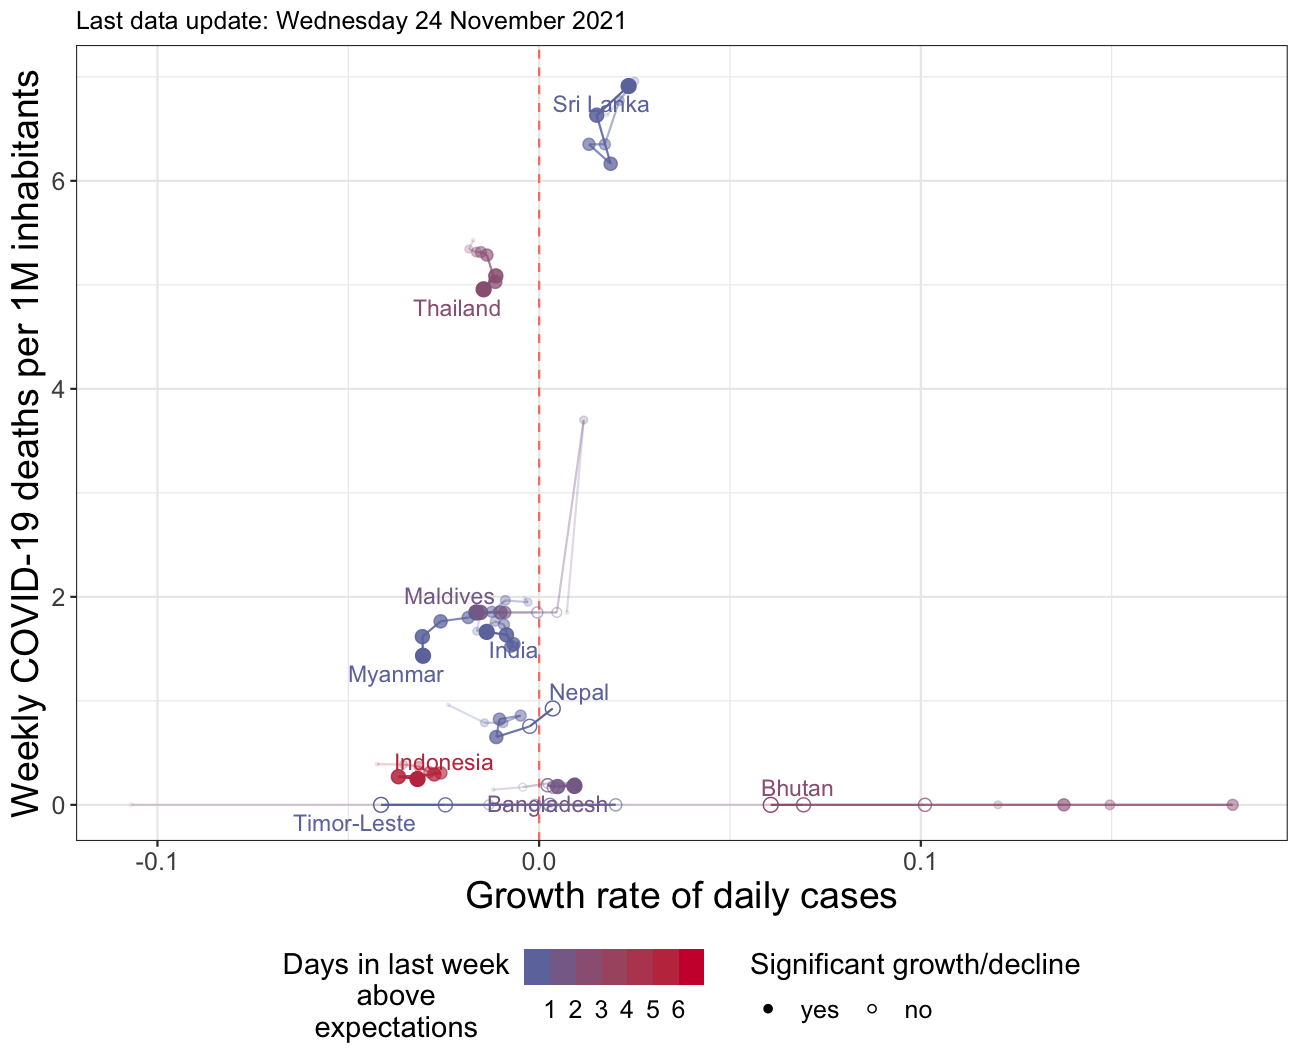 Last data update: Wednesday 24 November 2021
Weekly COVID-19 deaths per 1M inhabitants
6
4
2
0
Sri Lanka
Thailand
Maldives
India
Myanmar
Nepal
Indonesia
Bhutan
Bangladesh
Timor-Leste
-0.1
0.0
0.1
Growth rate of daily cases
Days in last week
above
expectations
1 2 3 4 5 6
Significant growth/decline
yes no